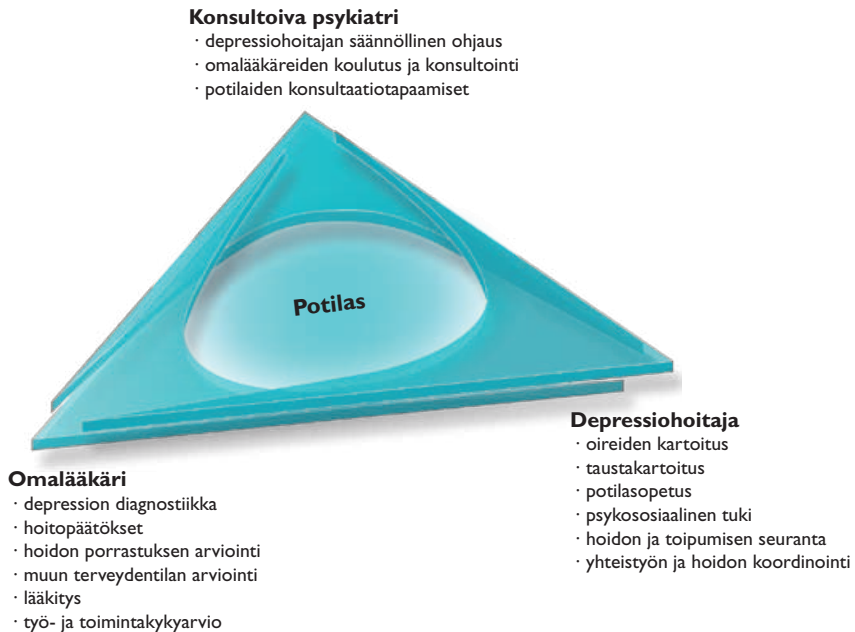 Konsultoiva psykiatri
· depressiohoitajan säännöllinen ohjaus
· omalääkäreiden koulutus ja konsultointi
· potilaiden konsultaatiotapaamiset
Potilas
Depressiohoitaja
· oireiden kartoitus
· taustakartoitus
· potilasopetus
· psykososiaalinen tuki
· hoidon ja toipumisen seuranta
· yhteistyön ja hoidon koordinointi
Omalääkäri
· depression diagnostiikka
· hoitopäätökset
· hoidon porrastuksen arviointi
· muun terveydentilan arviointi
· lääkitys
· työ- ja toimintakykyarvio